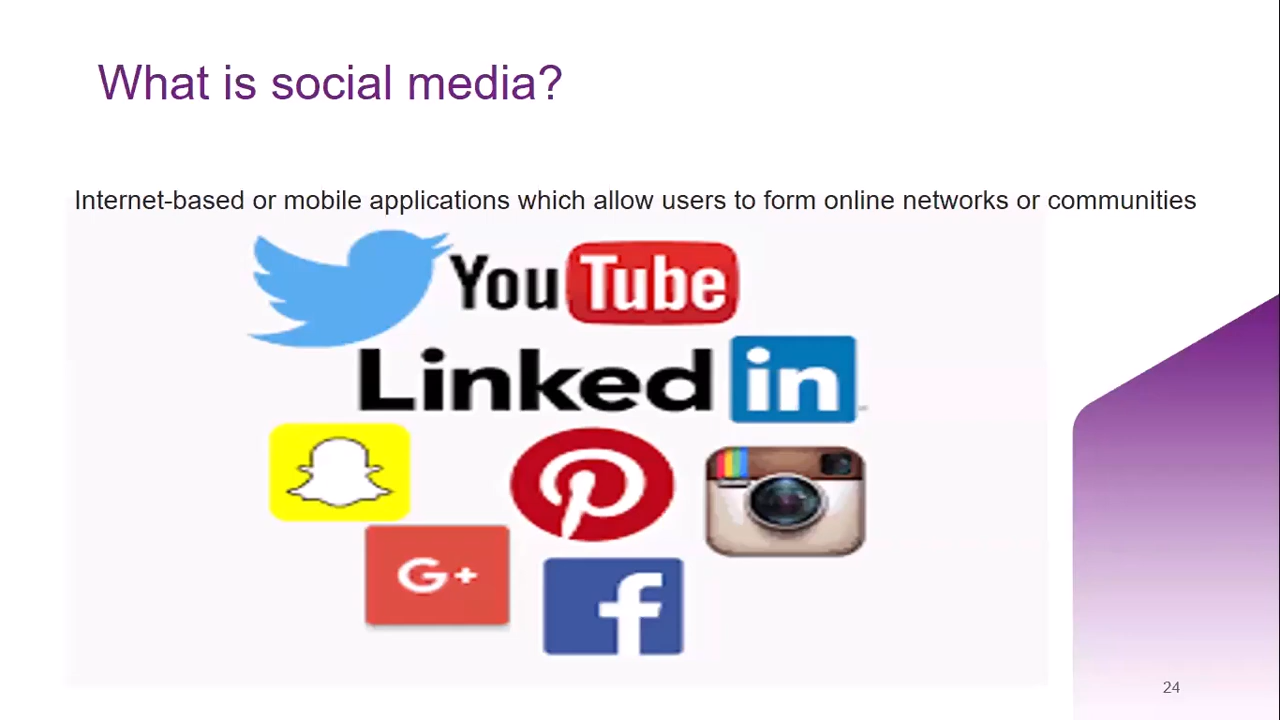 What is social media?
Internet-based or mobile applications which allow users to form online networks or communities
YouTube
Linked in
G+
f
24